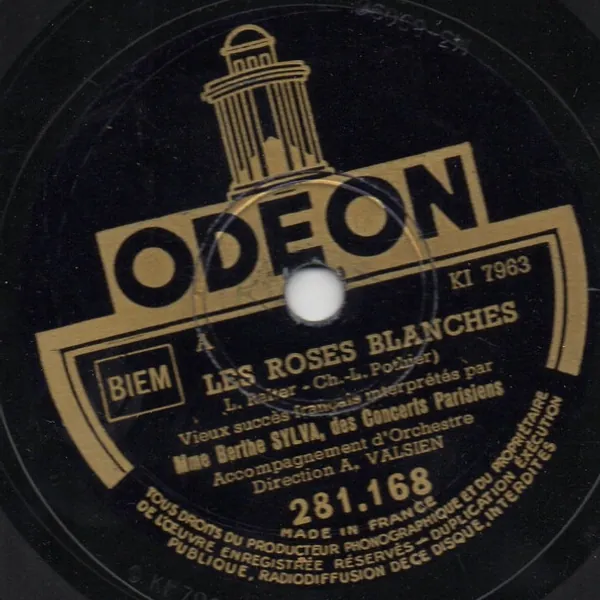 ODEON
KI 7963
A
BIEM
LES ROSES BLANCHES
L. Raiter - Ch.-L. Pothier)
Vieux succès français interprétés par
Mme Berthe SYLVA, des Concerts Parisiens
Accompagnement d'Orchestre
Direction A. VALSIEN
281.168
MADE IN FRANCE
TOUS DROITS DU PRODUCTEUR PHONOGRAPHIQUE ET DU PROPRIÉTAIRE
DE L'ŒUVRE ENREGISTRÉE RÉSERVÉS - DUPLICATION EXÉCUTION
PUBLIQUE, RADIODIFFUSION DE CE DISQUE, INTERDITES